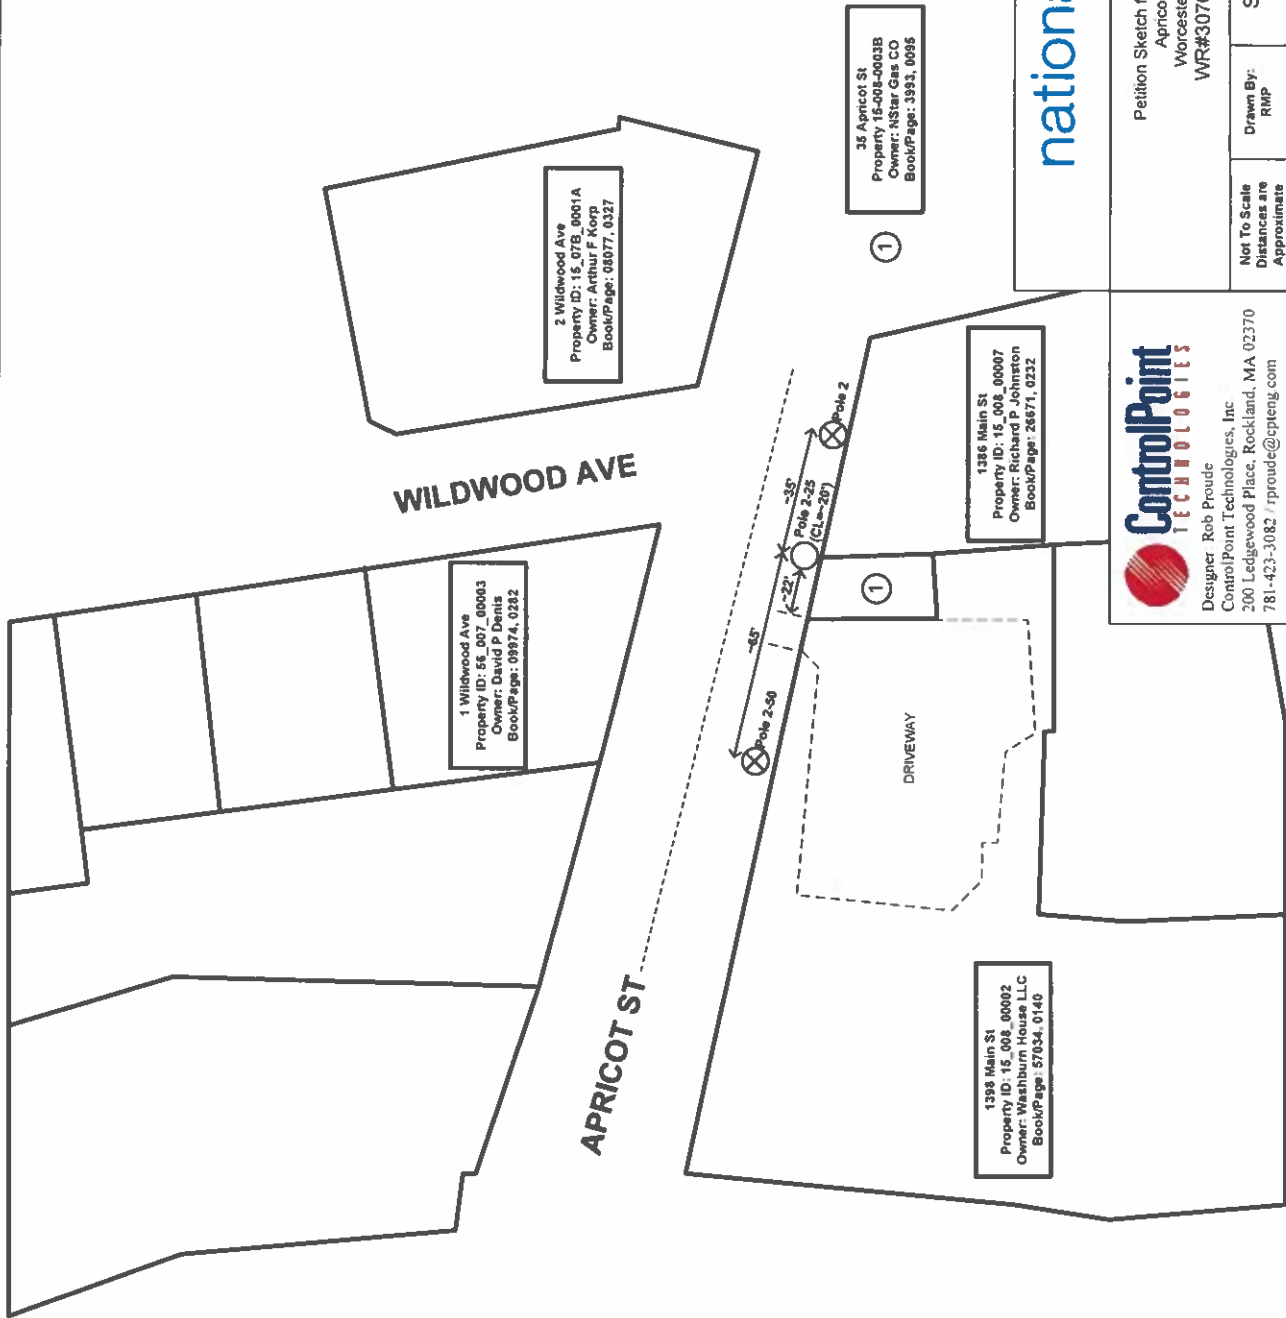 WILDWOOD AVE
APRICOT ST
1 Wildwood Ave
Property ID: 56_007_00003
Owner: David P Denis
Book/Page: 09974, 0282
2 Wildwood Ave
Property ID: 15_07B_0001A
Owner: Arthur F Korp
Book/Page: 08077, 0327
35 Apricot St
Property 15-008-0003B
Owner: NStar Gas CO
Book/Page: 3993, 0095
1
Pole 2-50
~65'
~22'
~35'
Pole 2-25
(CL=~20')
Pole 2
1
DRIVEWAY
1386 Main St
Property ID: 15_008_00007
Owner: Richard P Johnston
Book/Page: 26671, 0232
1398 Main St
Property ID: 15_008_00002
Owner: Washburn House LLC
Book/Page: 57034, 0140
ControlPoint
TECHNOLOGIES
Designer Rob Proude
ControlPoint Technologies, Inc
200 Ledgewood Place, Rockland, MA 02370
781-423-3082 / rproude@cpteng.com
national
Petition Sketch f
Aprico
Worceste
WR#3070
Not To Scale
Distances are
Approximate
Drawn By:
RMP
S